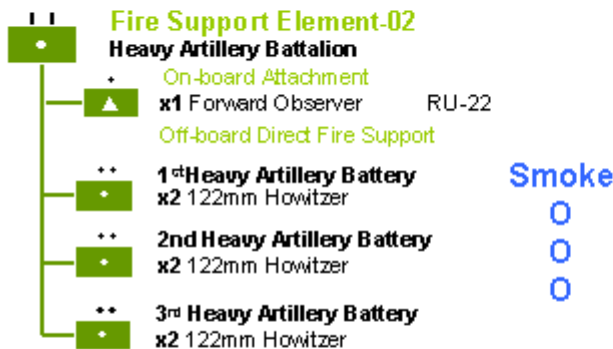 Fire Support Element-02
Heavy Artillery Battalion
On-board Attachment
x1 Forward Observer RU-22
Off-board Direct Fire Support
1st Heavy Artillery Battery Smoke
x2 122mm Howitzer O
2nd Heavy Artillery Battery O
x2 122mm Howitzer O
3rd Heavy Artillery Battery
x2 122mm Howitzer